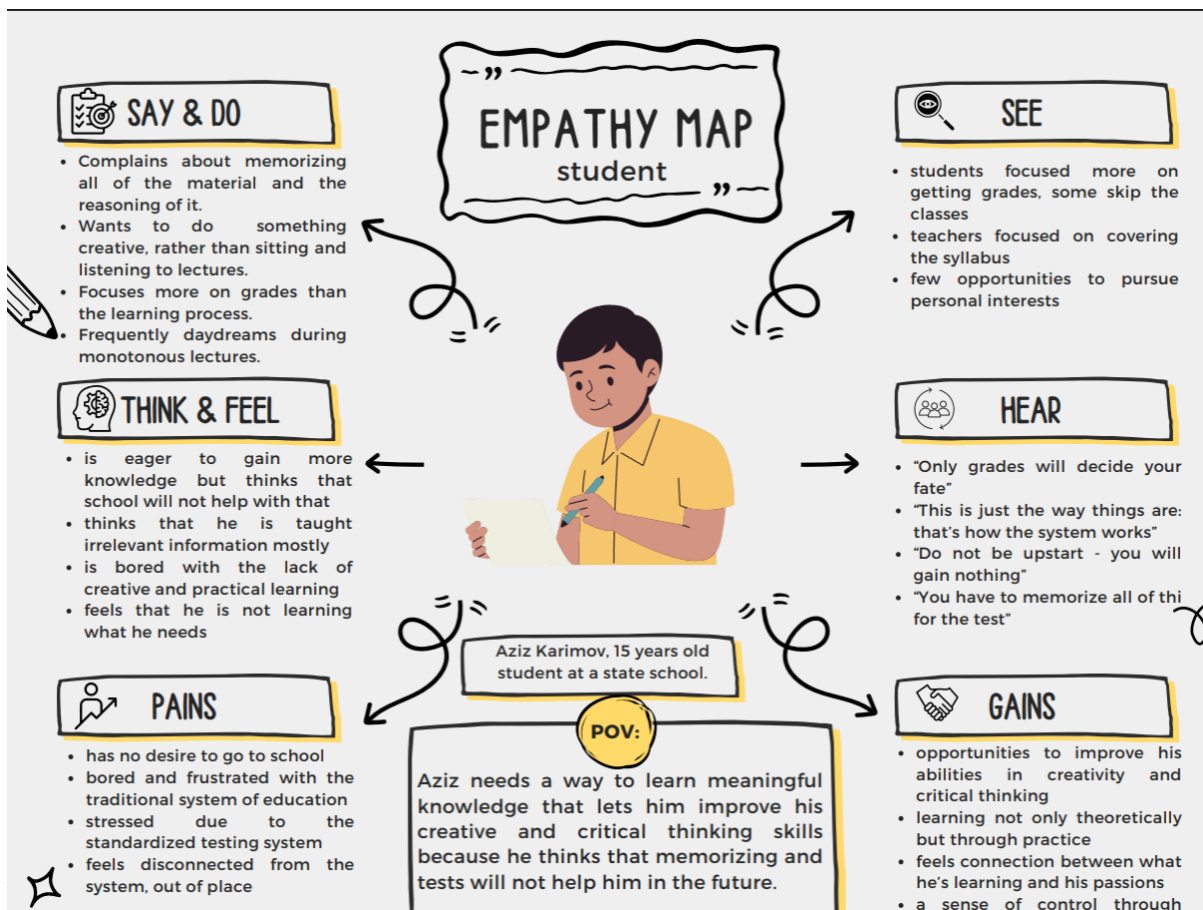 EMPATHY MAP
student
SAY & DO
• Complains about memorizing
all of the material and the
reasoning of it.
• Wants to do something
creative, rather than sitting and
listening to lectures.
• Focuses more on grades than
the learning process.
• Frequently daydreams during
monotonous lectures.
SEE
• students focused more on
getting grades, some skip the
classes
• teachers focused on covering
the syllabus
• few opportunities to pursue
personal interests
THINK & FEEL
• is eager to gain more
knowledge but thinks that
school will not help with that
• thinks that he is taught
irrelevant information mostly
• is bored with the lack of
creative and practical learning
• feels that he is not learning
what he needs
HEAR
• “Only grades will decide your
fate”
• “This is just the way things are:
that’s how the system works”
• “Do not be upstart - you will
gain nothing”
• “You have to memorize all of thi
for the test”
Aziz Karimov, 15 years old
student at a state school.
PAINS
• has no desire to go to school
• bored and frustrated with the
traditional system of education
• stressed due to the
standardized testing system
• feels disconnected from the
system, out of place
POV:
Aziz needs a way to learn meaningful
knowledge that lets him improve his
creative and critical thinking skills
because he thinks that memorizing and
tests will not help him in the future.
GAINS
• opportunities to improve his
abilities in creativity and
critical thinking
• learning not only theoretically
but through practice
• feels connection between what
he’s learning and his passions
• a sense of control through